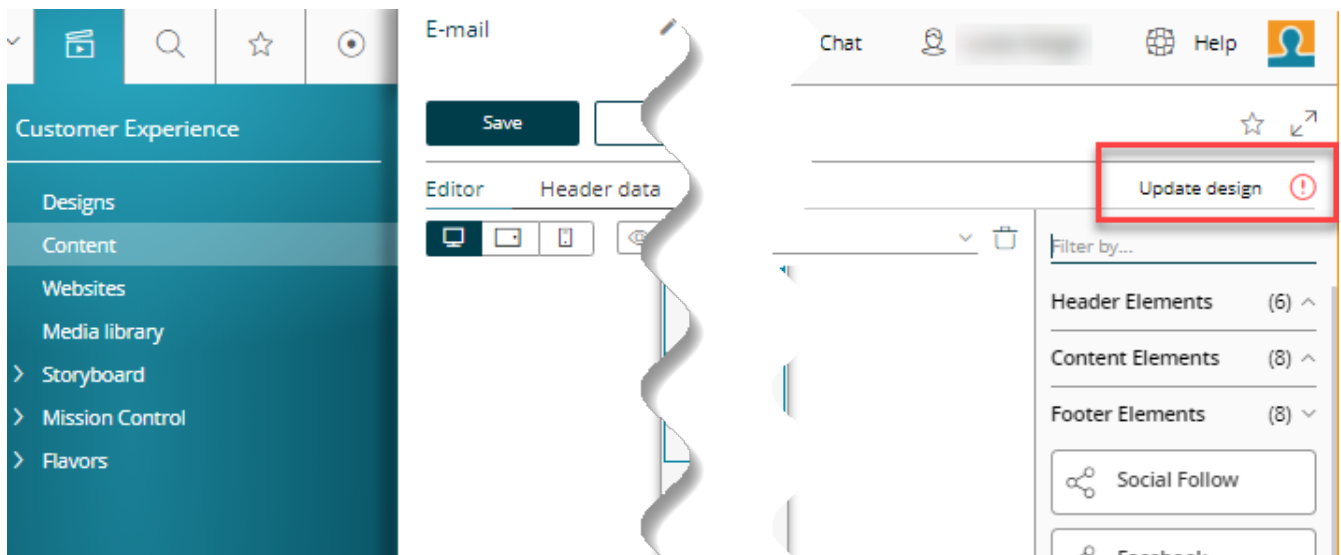 E-mail
Chat
Help
Customer Experience
Save
Update design
Designs
Editor
Header data
Content
Filter by...
Websites
Header Elements (6)
Media library
Content Elements (8)
Storyboard
Mission Control
Footer Elements (8)
Flavors
Social Follow